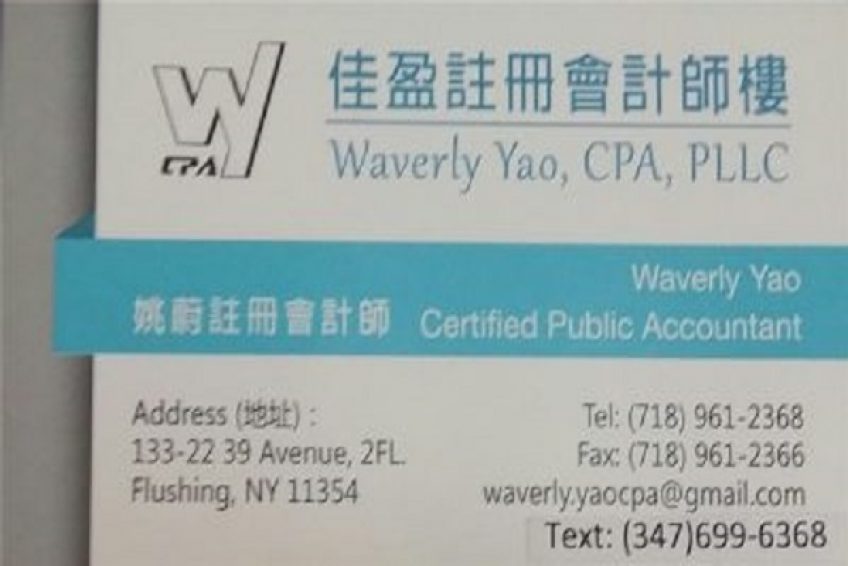 WY
CPA
佳盈註冊會計師樓
Waverly Yao, CPA, PLLC
Waverly Yao
姚蔚註冊會計師 Certified Public Accountant
Address (地址) :
133-22 39 Avenue, 2FL.
Flushing, NY 11354
Tel: (718) 961-2368
Fax: (718) 961-2366
waverly.yaocpa@gmail.com
Text: (347)699-6368